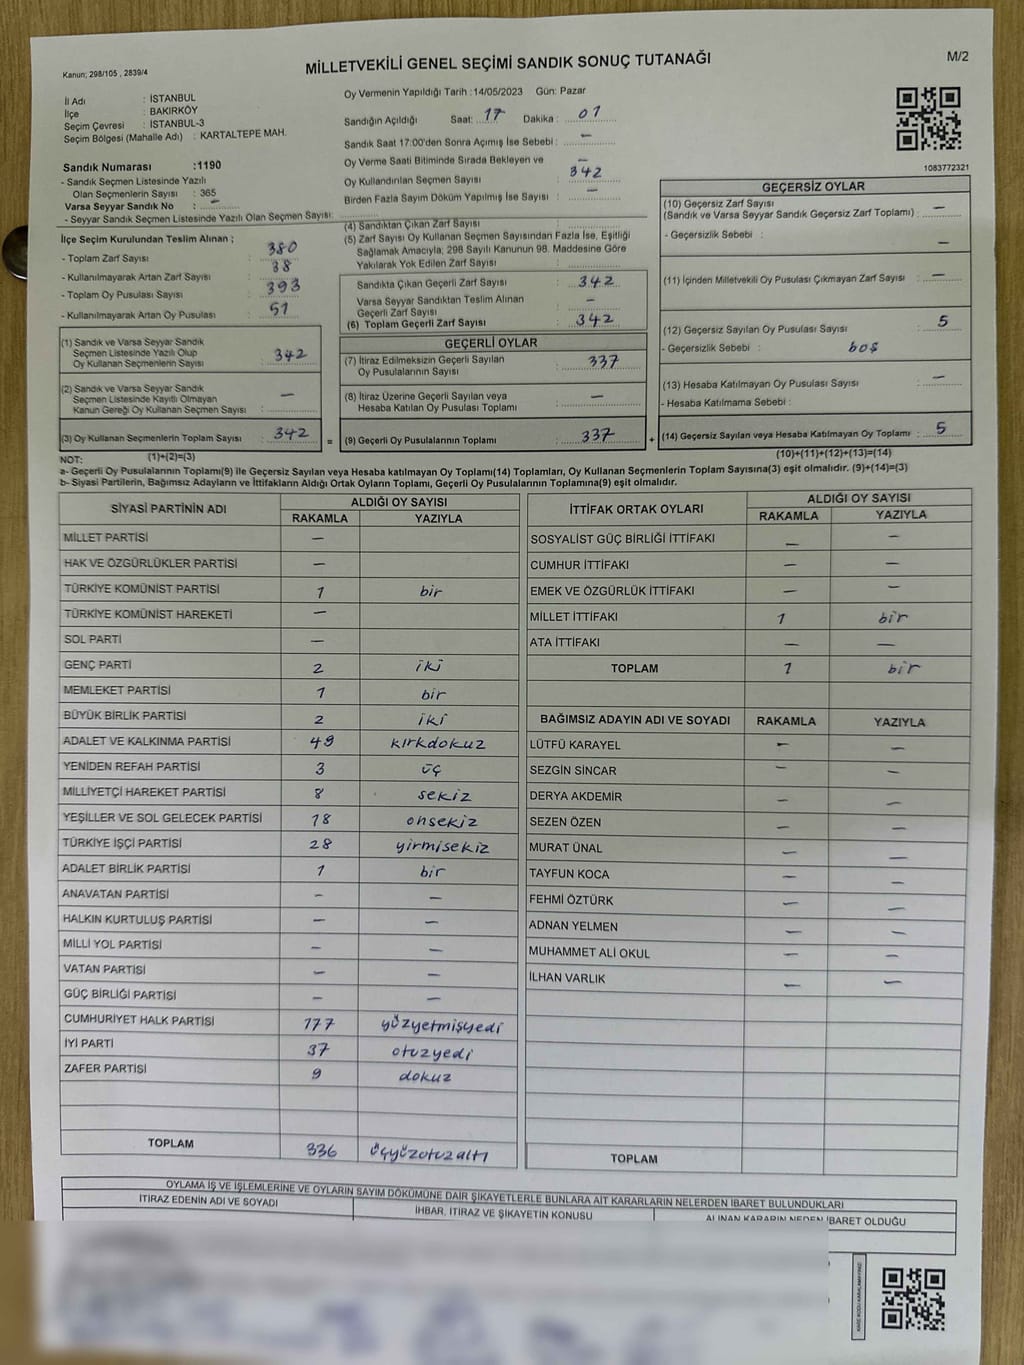 Kanun; 298/105 , 2839/4
MİLLETVEKİLİ GENEL SEÇİMİ SANDIK SONUÇ TUTANAĞI
M/2
İl Adı : İSTANBUL
İlçe : BAKIRKÖY
Seçim Çevresi : İSTANBUL-3
Seçim Bölgesi (Mahalle Adı) : KARTALTEPE MAH.
Sandık Numarası :1190
- Sandık Seçmen Listesinde Yazılı
Olan Seçmenlerin Sayısı : 365
Varsa Seyyar Sandık No : –
- Seyyar Sandık Seçmen Listesinde Yazılı Olan Seçmen Sayısı:
Oy Vermenin Yapıldığı Tarih :14/05/2023 Gün: Pazar
Sandığın Açıldığı Saat: 17 Dakika : 01
Sandık Saat 17:00'den Sonra Açımış İse Sebebi : –
Oy Verme Saati Bitiminde Sırada Bekleyen ve –
Oy Kullandırılan Seçmen Sayısı : 342
Birden Fazla Sayım Döküm Yapılmış İse Sayısı : –
1083772321
İlçe Seçim Kurulundan Teslim Alınan ;
- Toplam Zarf Sayısı : 380
- Kullanılmayarak Artan Zarf Sayısı : 38
- Toplam Oy Pusulası Sayısı : 393
- Kullanılmayarak Artan Oy Pusulası : 51
(1) Sandık ve Varsa Seyyar Sandık
Seçmen Listesinde Yazılı Olup
Oy Kullanan Seçmenlerin Sayısı : 342
(2) Sandık ve Varsa Seyyar Sandık
Seçmen Listesinde Kayıtlı Olmayan
Kanun Gereği Oy Kullanan Seçmen Sayısı : –
(3) Oy Kullanan Seçmenlerin Toplam Sayısı : 342
(4) Sandıktan Çıkan Zarf Sayısı :
(5) Zarf Sayısı Oy Kullanan Seçmen Sayısından Fazla İse, Eşitliği
Sağlamak Amacıyla; 298 Sayılı Kanunun 98. Maddesine Göre
Yakılarak Yok Edilen Zarf Sayısı :
Sandıkta Çıkan Geçerli Zarf Sayısı : 342
Varsa Seyyar Sandıktan Teslim Alınan
Geçerli Zarf Sayısı : –
(6) Toplam Geçerli Zarf Sayısı : 342
GEÇERLİ OYLAR
(7) İtiraz Edilmeksizin Geçerli Sayılan
Oy Pusulalarının Sayısı : 337
(8) İtiraz Üzerine Geçerli Sayılan veya
Hesaba Katılan Oy Pusulası Toplamı : –
= (9) Geçerli Oy Pusulalarının Toplamı : 337
GEÇERSİZ OYLAR
(10) Geçersiz Zarf Sayısı
(Sandık ve Varsa Seyyar Sandık Geçersiz Zarf Toplamı) : –
- Geçersizlik Sebebi : –
(11) İçinden Milletvekili Oy Pusulası Çıkmayan Zarf Sayısı : –
(12) Geçersiz Sayılan Oy Pusulası Sayısı : 5
- Geçersizlik Sebebi : boş
(13) Hesaba Katılmayan Oy Pusulası Sayısı : –
- Hesaba Katılmama Sebebi :
+ (14) Geçersiz Sayılan veya Hesaba Katılmayan Oy Toplamı : 5
NOT: (1)+(2)=(3)
(10)+(11)+(12)+(13)=(14)
a- Geçerli Oy Pusulalarının Toplamı(9) ile Geçersiz Sayılan veya Hesaba katılmayan Oy Toplamı(14) Toplamları, Oy Kullanan Seçmenlerin Toplam Sayısına(3) eşit olmalıdır. (9)+(14)=(3)
b- Siyasi Partilerin, Bağımsız Adayların ve İttifakların Aldığı Ortak Oyların Toplamı, Geçerli Oy Pusulalarının Toplamına(9) eşit olmalıdır.
SİYASİ PARTİNİN ADI ALDIĞI OY SAYISI
RAKAMLA YAZIYLA
MİLLET PARTİSİ –
HAK VE ÖZGÜRLÜKLER PARTİSİ –
TÜRKİYE KOMÜNİST PARTİSİ 1 bir
TÜRKİYE KOMÜNİST HAREKETİ –
SOL PARTİ –
GENÇ PARTİ 2 iki
MEMLEKET PARTİSİ 1 bir
BÜYÜK BİRLİK PARTİSİ 2 iki
ADALET VE KALKINMA PARTİSİ 49 kırkdokuz
YENİDEN REFAH PARTİSİ 3 üç
MİLLİYETÇİ HAREKET PARTİSİ 8 sekiz
YEŞİLLER VE SOL GELECEK PARTİSİ 18 onsekiz
TÜRKİYE İŞÇİ PARTİSİ 28 yirmisekiz
ADALET BİRLİK PARTİSİ 1 bir
ANAVATAN PARTİSİ – –
HALKIN KURTULUŞ PARTİSİ – –
MİLLİ YOL PARTİSİ – –
VATAN PARTİSİ – –
GÜÇ BİRLİĞİ PARTİSİ – –
CUMHURİYET HALK PARTİSİ 177 yüzyetmişyedi
İYİ PARTİ 37 otuzyedi
ZAFER PARTİSİ 9 dokuz
TOPLAM 336 üçyüzotuzaltı
İTTİFAK ORTAK OYLARI ALDIĞI OY SAYISI
RAKAMLA YAZIYLA
SOSYALİST GÜÇ BİRLİĞİ İTTİFAKI – –
CUMHUR İTTİFAKI – –
EMEK VE ÖZGÜRLÜK İTTİFAKI – –
MİLLET İTTİFAKI 1 bir
ATA İTTİFAKI – –
TOPLAM 1 bir
BAĞIMSIZ ADAYIN ADI VE SOYADI RAKAMLA YAZIYLA
LÜTFÜ KARAYEL – –
SEZGİN SİNCAR – –
DERYA AKDEMİR – –
SEZEN ÖZEN – –
MURAT ÜNAL – –
TAYFUN KOCA – –
FEHMİ ÖZTÜRK – –
ADNAN YELMEN – –
MUHAMMET ALİ OKUL – –
İLHAN VARLIK – –
TOPLAM
OYLAMA İŞ VE İŞLEMLERİNE VE OYLARIN SAYIM DÖKÜMÜNE DAİR ŞİKAYETLERLE BUNLARA AİT KARARLARIN NELERDEN İBARET BULUNDUKLARI
İTİRAZ EDENİN ADI VE SOYADI İHBAR, İTİRAZ VE ŞİKAYETİN KONUSU ALINAN KARARIN NEDEN İBARET OLDUĞU